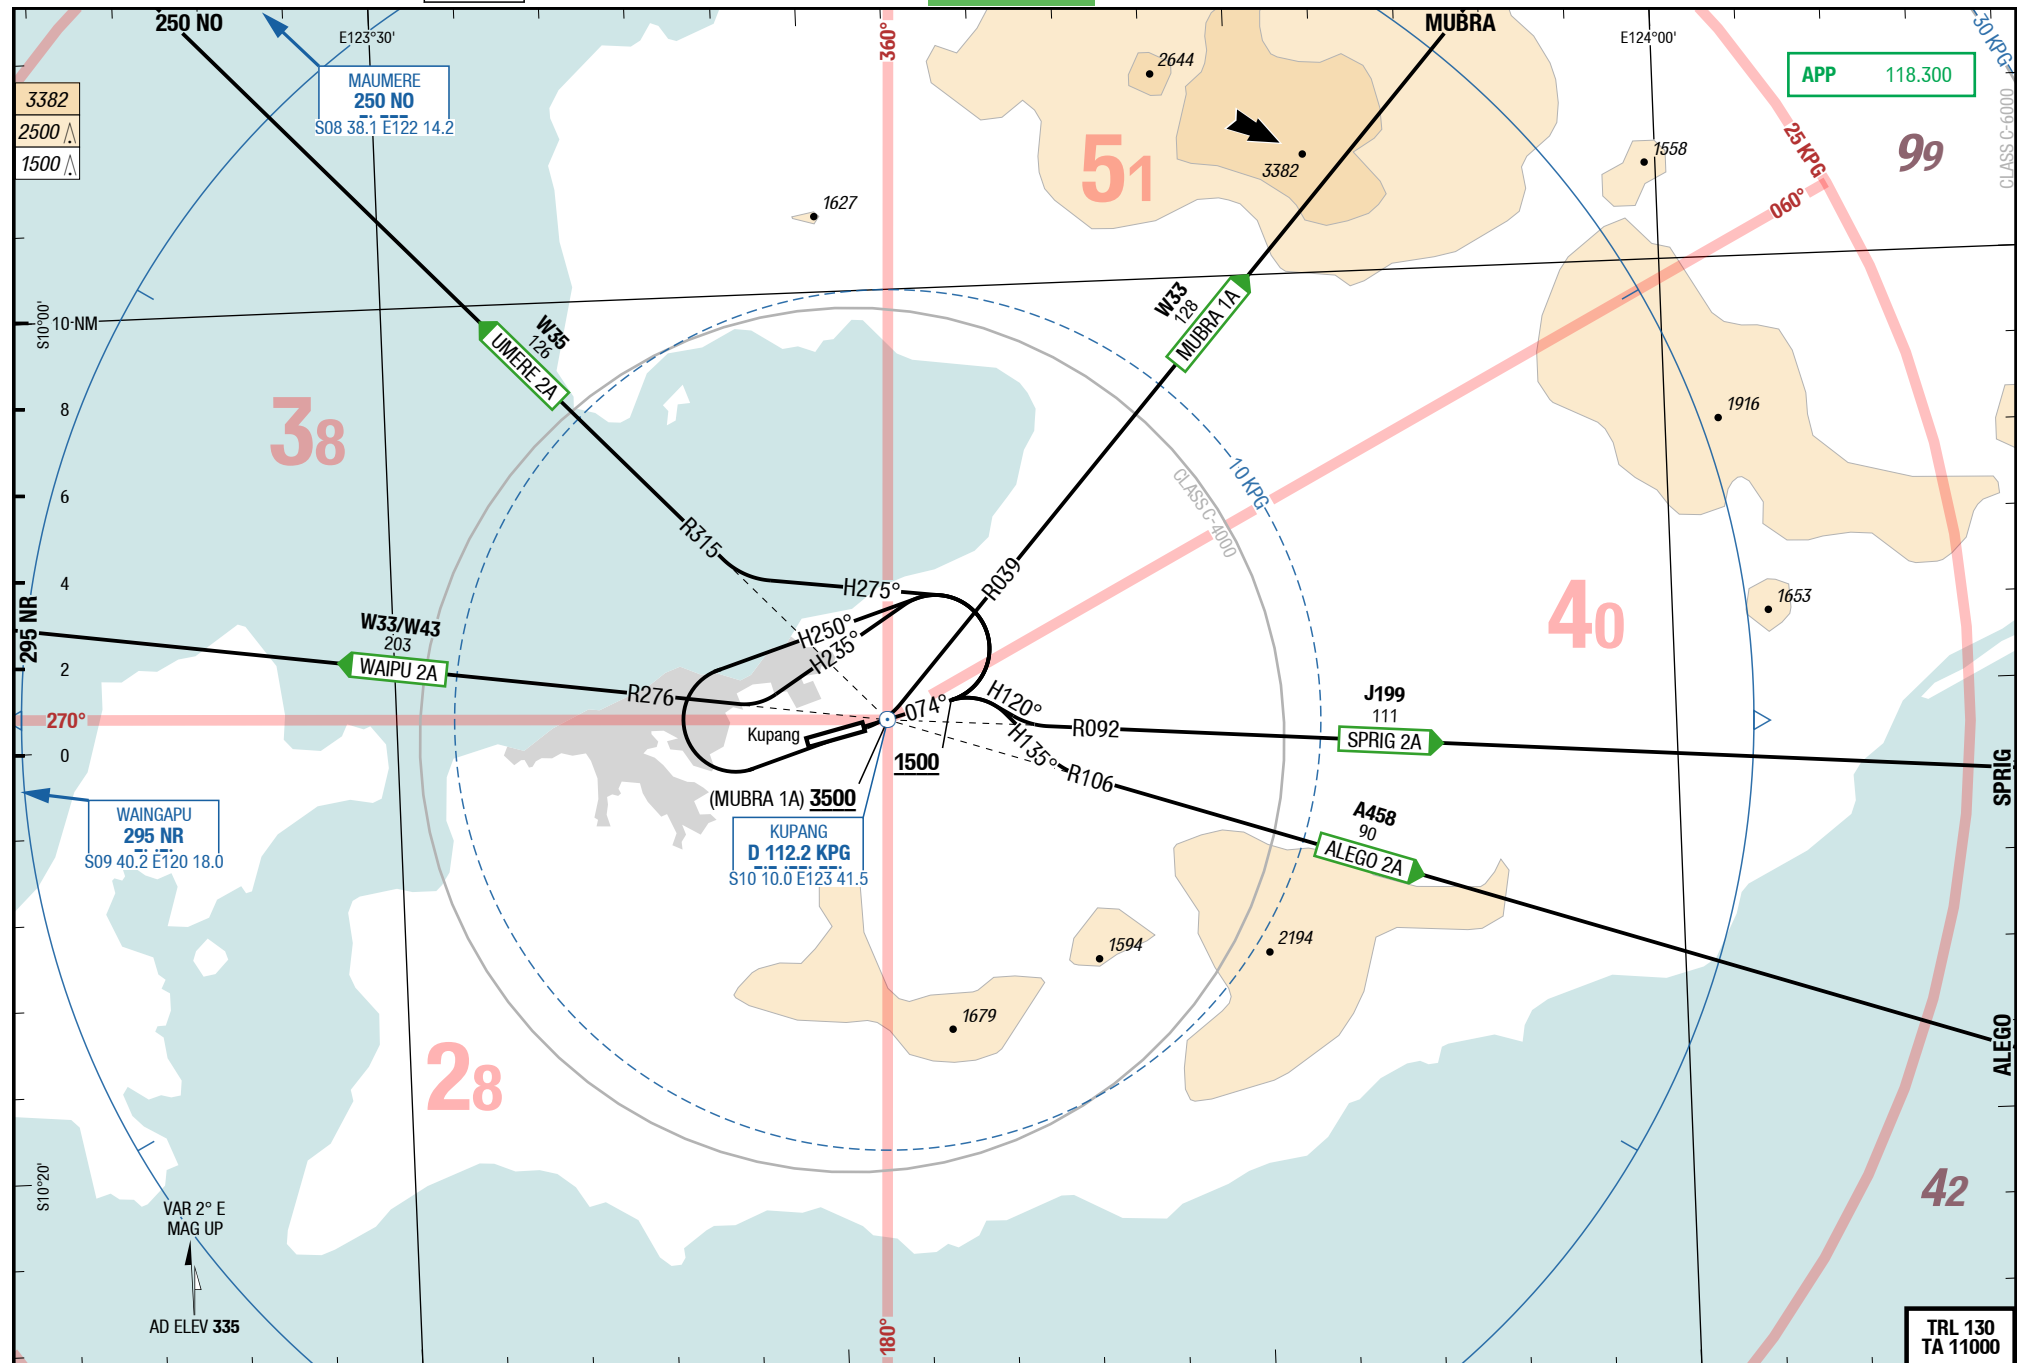 250 NO
E123°30'
360°
MUBRA
E124°00'
30 KPG
MAUMERE
250 NO
S08 38.1 E122 14.2
3382
2500
1500
2644
3382
51
1627
1558
APP 118.300
99
CLASS C-6000
25 KPG
060°
S10°00'
10 NM
8
6
4
2
0
W35
126
UMERE 2A
W33
128
MUBRA 1A
38
1916
10 KPG
CLASS C-4000
R315
H275°
R039
H250°
H235°
40
1653
295 NR
W33/W43
203
WAIPU 2A
R276
270°
074°
H120°
H135°
R092
R106
J199
111
SPRIG 2A
SPRIG
Kupang
1500
(MUBRA 1A) 3500
KUPANG
D 112.2 KPG
S10 10.0 E123 41.5
WAINGAPU
295 NR
S09 40.2 E120 18.0
A458
90
ALEGO 2A
ALEGO
1594
2194
1679
28
42
S10°20'
VAR 2° E
MAG UP
AD ELEV 335
180°
TRL 130
TA 11000